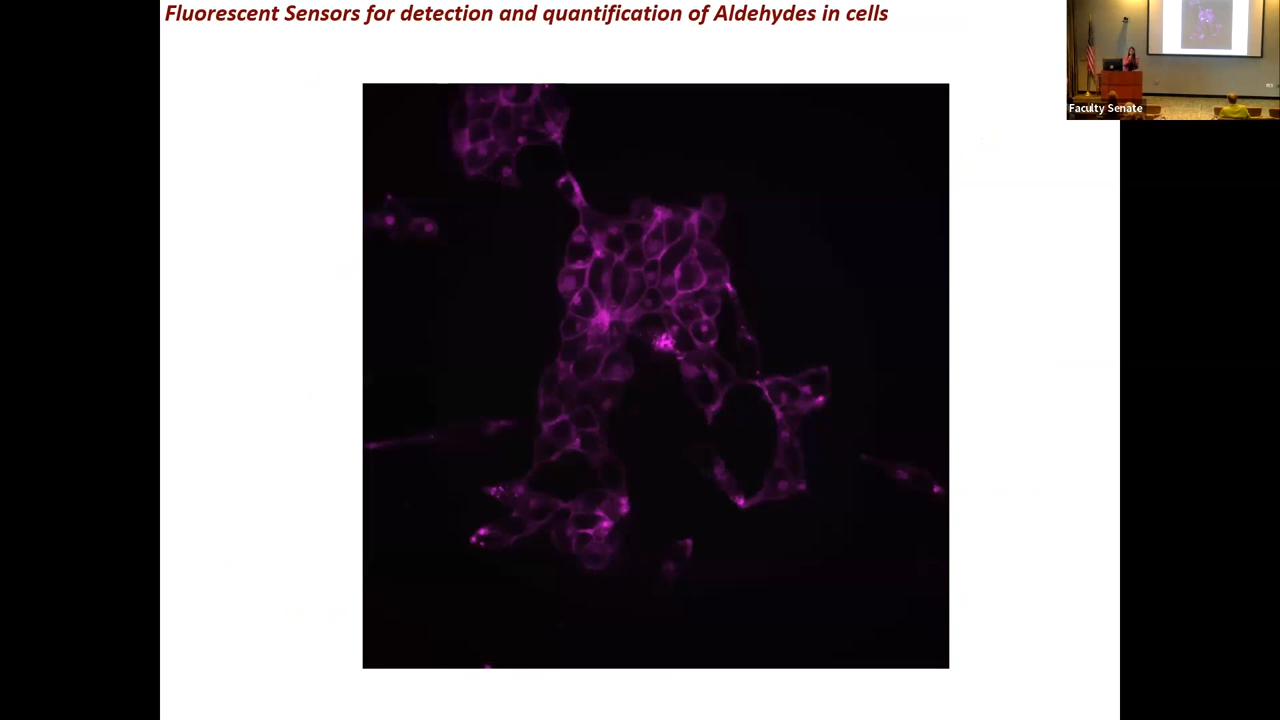 Fluorescent Sensors for detection and quantification of Aldehydes in cells
Faculty Senate